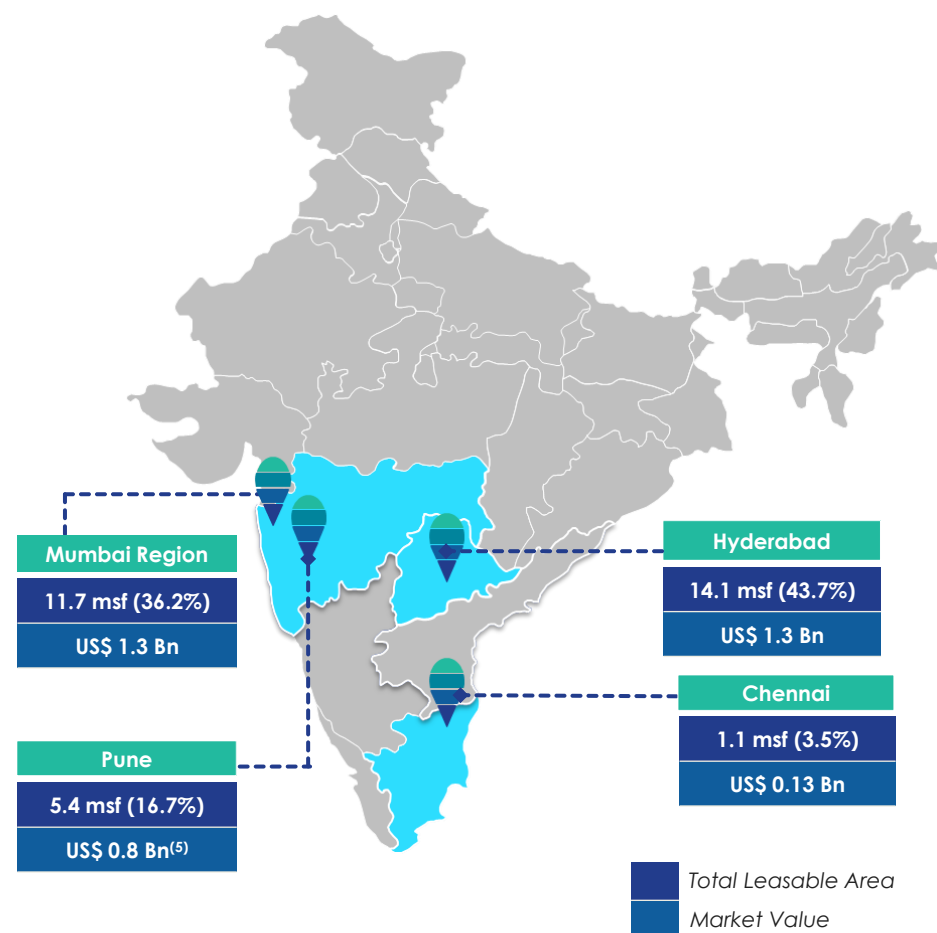 Mumbai Region
11.7 msf (36.2%)
US$ 1.3 Bn
Pune
5.4 msf (16.7%)
US$ 0.8 Bn(5)
Hyderabad
14.1 msf (43.7%)
US$ 1.3 Bn
Chennai
1.1 msf (3.5%)
US$ 0.13 Bn
Total Leasable Area
Market Value